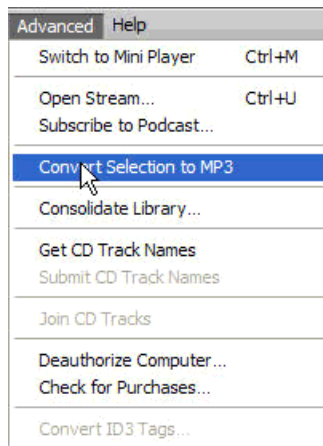 Advanced Help
Switch to Mini Player Ctrl+M
Open Stream... Ctrl+U
Subscribe to Podcast...
Convert Selection to MP3
Consolidate Library...
Get CD Track Names
Submit CD Track Names
Join CD Tracks
Deauthorize Computer...
Check for Purchases...
Convert ID3 Tags...